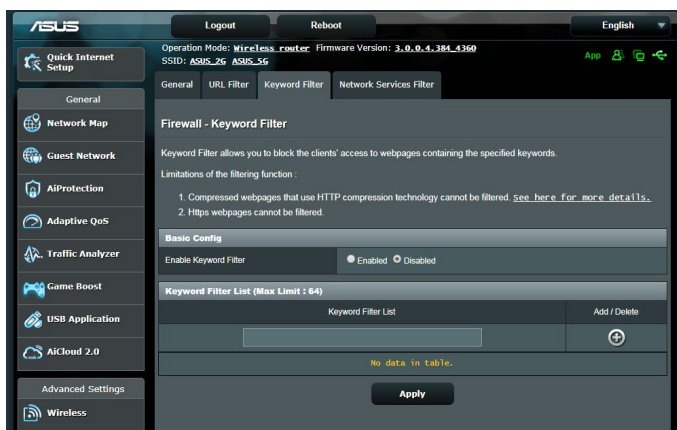 ASUS
Logout
Reboot
English
Quick Internet
Setup
Operation Mode: Wireless router Firmware Version: 3.0.0.4.384_4360
SSID: ASUS_2G ASUS_5G
App
General
URL Filter
Keyword Filter
Network Services Filter
General
Network Map
Guest Network
AiProtection
Adaptive QoS
Traffic Analyzer
Game Boost
USB Application
AiCloud 2.0
Advanced Settings
Wireless
Firewall - Keyword Filter
Keyword Filter allows you to block the clients' access to webpages containing the specified keywords.
Limitations of the filtering function :
1. Compressed webpages that use HTTP compression technology cannot be filtered. See here for more details.
2. Https webpages cannot be filtered.
Basic Config
Enable Keyword Filter
Enabled
Disabled
Keyword Filter List (Max Limit : 64)
Keyword Filter List
Add / Delete
No data in table.
Apply